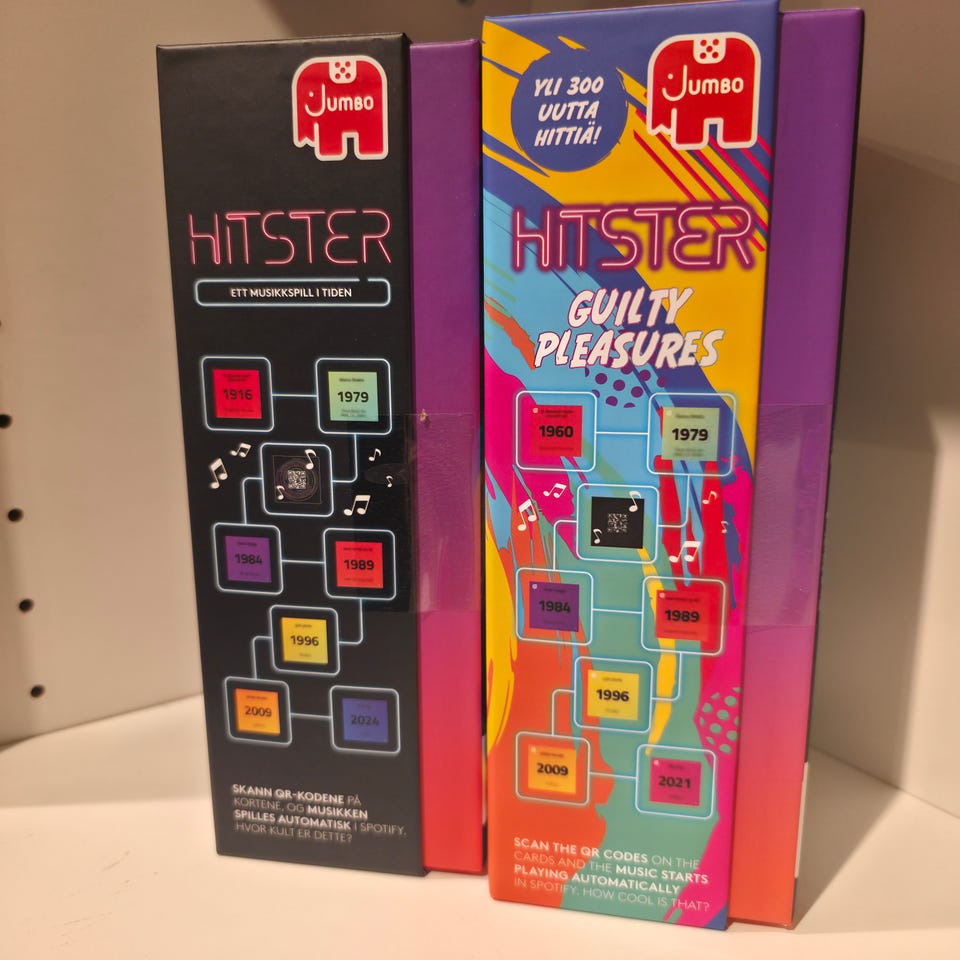 Jumbo
HITSTER
ETT MUSIKKSPILL I TIDEN
1916
1979
1984
1989
1996
2009
2024
SKANN QR-KODENE PÅ
KORTENE, OG MUSIKKEN
SPILLES AUTOMATISK I SPOTIFY.
HVOR KULT ER DETTE?
YLI 300
UUTTA
HITTIÄ!
Jumbo
HITSTER
GUILTY
PLEASURES
1960
1979
1984
1989
1996
2009
2021
SCAN THE QR CODES ON THE
CARDS AND THE MUSIC STARTS
PLAYING AUTOMATICALLY
IN SPOTIFY. HOW COOL IS THAT?